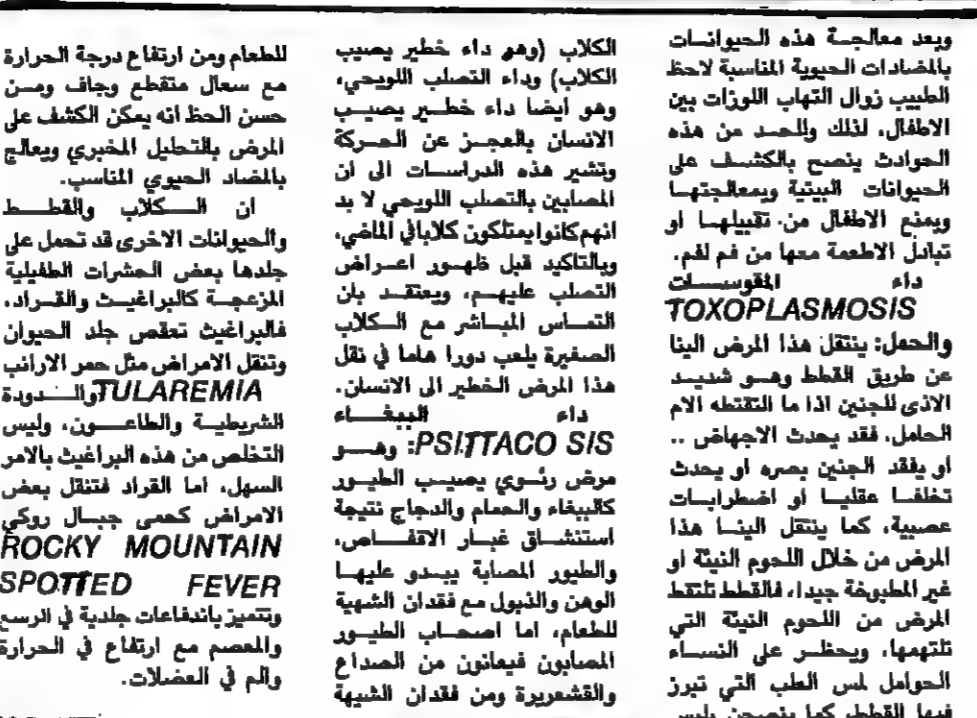 وبعد معالجة هذه الحيوانات
بالمضادات الحيوية المناسبة لاحظ
الطبيب زوال التهاب اللوزات بين
الاطفال. لذلك وللحد من هذه
الحوادث ينصح بالكشف على
الحيوانات البيتية وبمعالجتها
ويمنع الاطفال من تقبيلها او
تبادل الاطعمة معها من فم لفم.
داء المقوسات
TOXOPLASMOSIS
والحمل: ينتقل هذا المرض الينا
عن طريق القطط وهو شديد
الاذى للجنين اذا ما التقطه الام
الحامل. فقد يحدث الاجهاض ..
او يفقد الجنين بصره او يحدث
تخلفا عقليا او اضطرابات
عصبية، كما ينتقل الينا هذا
المرض من خلال اللحوم النيئة او
غير المطبوخة جيدا، فالقطط تلتقط
المرض من اللحوم النيئة التي
تلتهمها. ويحظر على النساء
الحوامل لمس العلب التي تبرز
فيها القطط، كما ينصحن بلبس
الكلاب (وهو داء خطير يصيب
الكلاب) وداء التصلب اللويحي،
وهو ايضا داء خطير يصيب
الانسان بالعجز عن الحركة
وتشير هذه الدراسات الى ان
المصابين بالتصلب اللويحي لا بد
انهم كانوا يمتلكون كلابا في الماضي،
وبالتاكيد قبل ظهور اعراض
التصلب عليهم، ويعتقد بان
التماس المباشر مع الكلاب
الصغيرة يلعب دورا هاما في نقل
هذا المرض الخطير الى الانسان.
داء الببغاء
PSITTACO SIS: وهو
مرض رئوي يصيب الطيور
كالببغاء والحمام والدجاج نتيجة
استنشاق غبار الاقفاص،
والطيور المصابة يبدو عليها
الوهن والذبول مع فقدان الشهية
للطعام، اما اصحاب الطيور
المصابون فيعانون من الصداع
والقشعريرة ومن فقدان الشيهة
للطعام ومن ارتفاع درجة الحرارة
مع سعال متقطع وجاف ومن
حسن الحظ انه يمكن الكشف على
المرض بالتحليل المخبري ويعالج
بالمضاد الحيوي المناسب.
ان الكلاب والقطط
والحيوانات الاخرى قد تحمل على
جلدها بعض الحشرات الطفيلية
المزعجة كالبراغيث والقراد.
فالبراغيث تعقص جلد الحيوان
وتنقل الامراض مثل حمر الارانب
TULAREMIA والدودة
الشريطية والطاعون، وليس
التخلص من هذه البراغيث بالامر
السهل، اما القراد فتنقل بعض
الامراض كحمى جبال روكي
ROCKY MOUNTAIN
SPOTTED FEVER
وتتميز باندفاعات جلدية في الرسع
والمعصم مع ارتفاع في الحرارة
والم في العضلات.